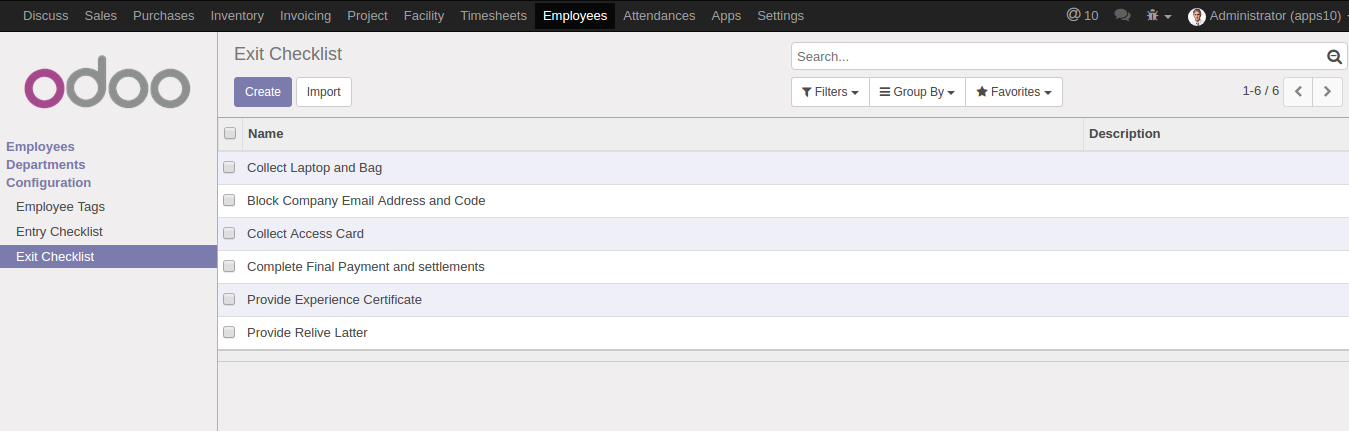 Discuss Sales Purchases Inventory Invoicing Project Facility Timesheets Employees Attendances Apps Settings @ 10 Administrator (apps10)
odoo
Exit Checklist
Search...
Create Import
Filters Group By Favorites 1-6 / 6
Employees
Departments
Configuration
Employee Tags
Entry Checklist
Exit Checklist
Name Description
Collect Laptop and Bag
Block Company Email Address and Code
Collect Access Card
Complete Final Payment and settlements
Provide Experience Certificate
Provide Relive Latter